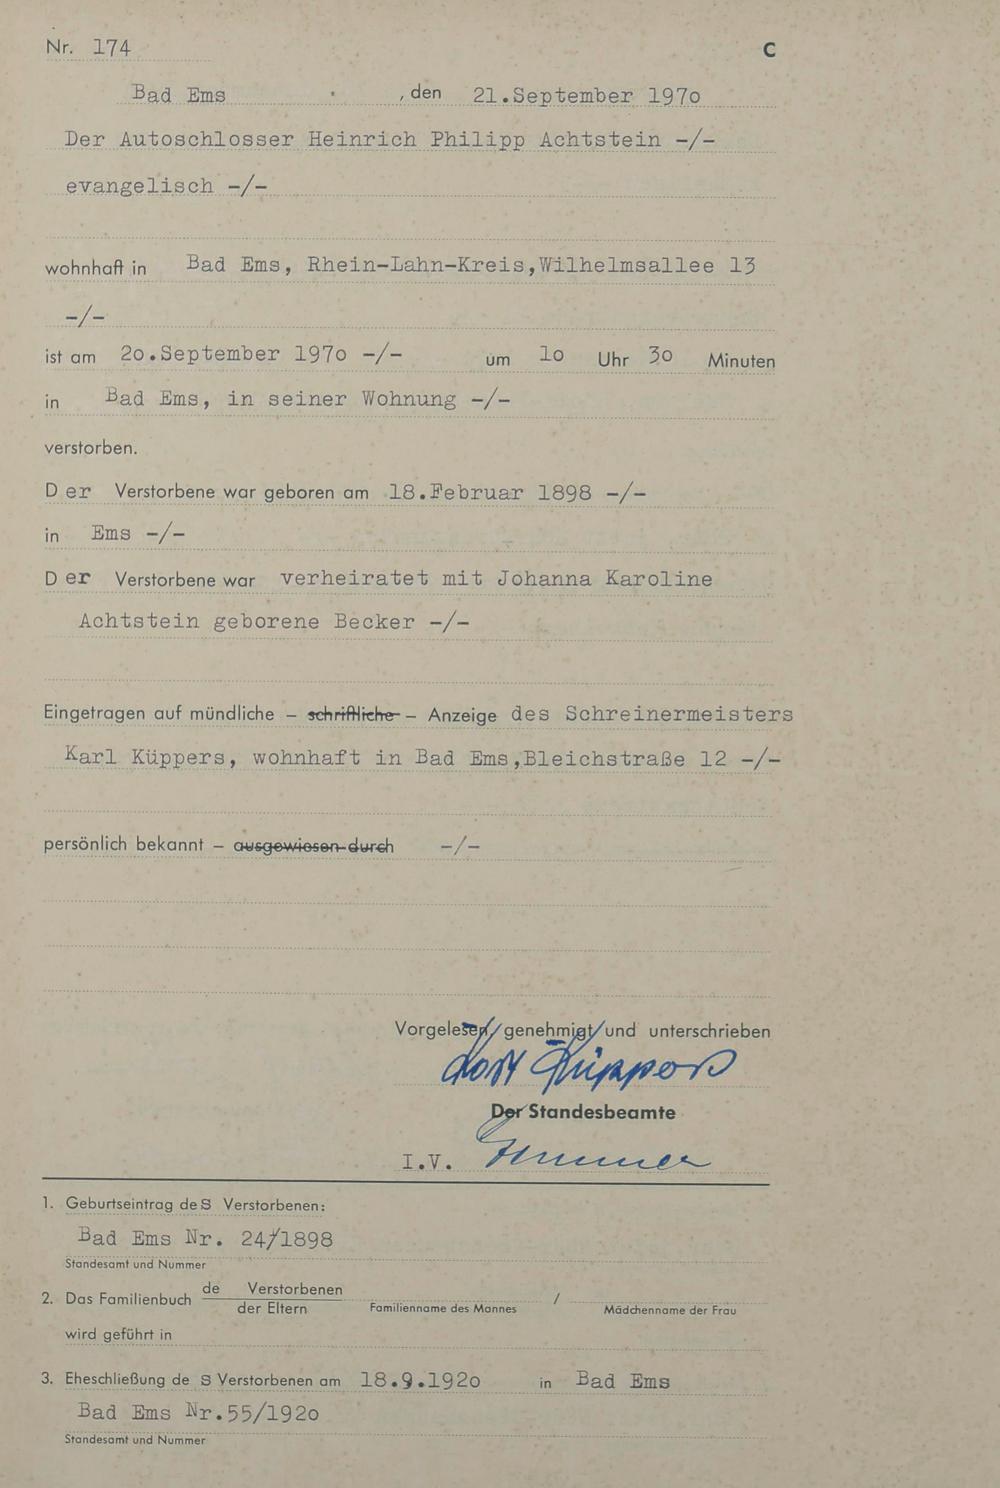 Nr. 174 C
Bad Ems , den 21.September 197o
Der Autoschlosser Heinrich Philipp Achtstein -/-
evangelisch -/-
wohnhaft in Bad Ems, Rhein-Lahn-Kreis,Wilhelmsallee 13
-/-
ist am 2o.September 197o -/- um 1o Uhr 3o Minuten
in Bad Ems, in seiner Wohnung -/-
verstorben.
Der Verstorbene war geboren am 18.Februar 1898 -/-
in Ems -/-
Der Verstorbene war verheiratet mit Johanna Karoline
Achtstein geborene Becker -/-
Eingetragen auf mündliche – schriftliche – Anzeige des Schreinermeisters
Karl Küppers, wohnhaft in Bad Ems,Bleichstraße 12 -/-
persönlich bekannt – ausgewiesen durch -/-
Vorgelesen, genehmigt und unterschrieben
Küppers
Der Standesbeamte
I.V.
1. Geburtseintrag des Verstorbenen:
Bad Ems Nr. 24/1898
Standesamt und Nummer
2. Das Familienbuch de Verstorbenen / 
der Eltern Familienname des Mannes Mädchenname der Frau
wird geführt in
3. Eheschließung des Verstorbenen am 18.9.192o in Bad Ems
Bad Ems Nr.55/192o
Standesamt und Nummer